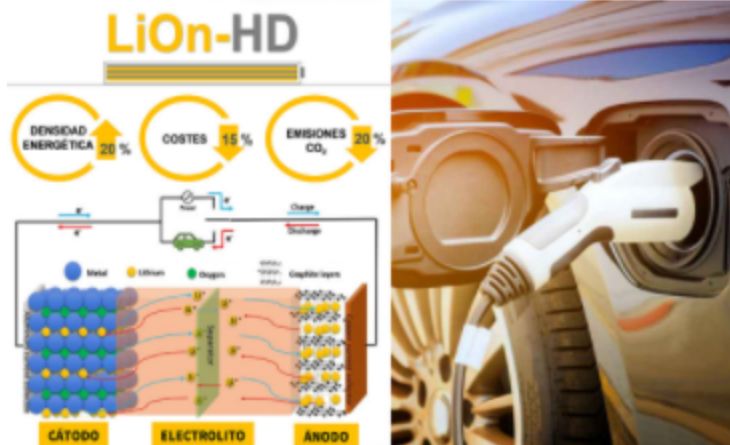 LiOn-HD
DENSIDAD
ENERGÉTICA
20 %
COSTES
15 %
EMISIONES
CO₂
20 %
Power
e⁻
e⁻
e⁻
e⁻
Charge
Discharge
Metal
Lithium
Oxygen
Graphite layers
Separator
CÁTODO
ELECTROLITO
ÁNODO